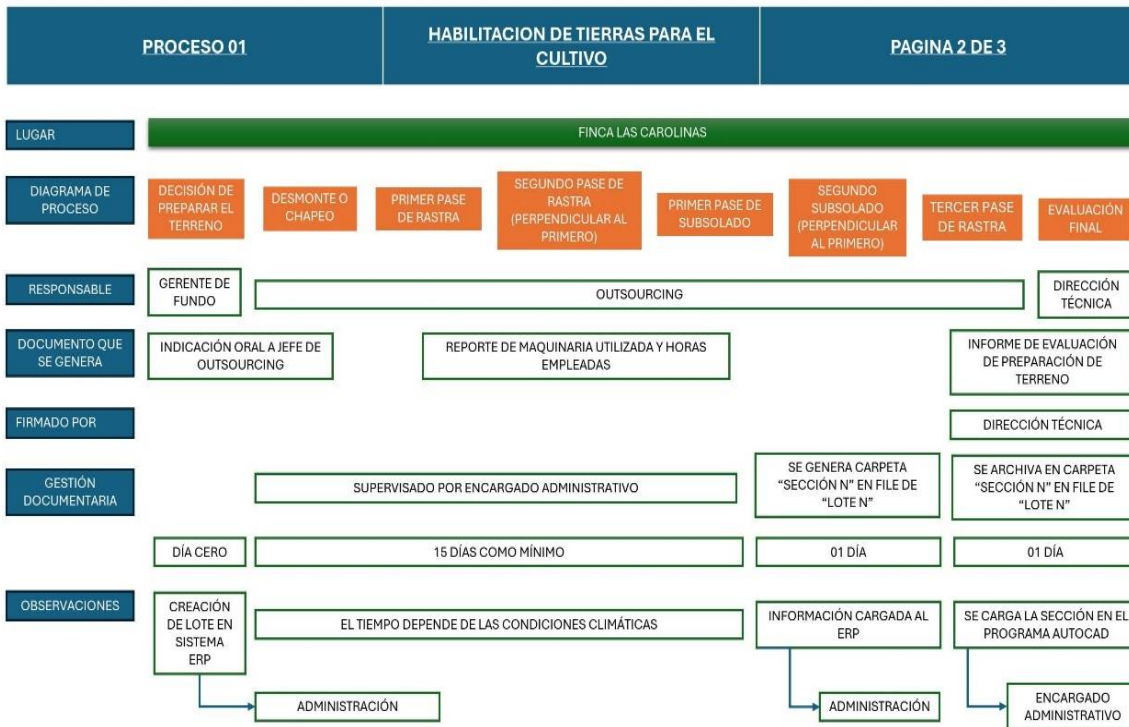 PROCESO 01
HABILITACION DE TIERRAS PARA EL
CULTIVO
PAGINA 2 DE 3
LUGAR
FINCA LAS CAROLINAS
DIAGRAMA DE
PROCESO
DECISIÓN DE
PREPARAR EL
TERRENO
DESMONTE O
CHAPEO
PRIMER PASE
DE RASTRA
SEGUNDO PASE DE
RASTRA
(PERPENDICULAR AL
PRIMERO)
PRIMER PASE DE
SUBSOLADO
SEGUNDO
SUBSOLADO
(PERPENDICULAR
AL PRIMERO)
TERCER PASE
DE RASTRA
EVALUACIÓN
FINAL
RESPONSABLE
GERENTE DE
FUNDO
OUTSOURCING
DIRECCIÓN
TÉCNICA
DOCUMENTO QUE
SE GENERA
INDICACIÓN ORAL A JEFE DE
OUTSOURCING
REPORTE DE MAQUINARIA UTILIZADA Y HORAS
EMPLEADAS
INFORME DE EVALUACIÓN
DE PREPARACIÓN DE
TERRENO
FIRMADO POR
DIRECCIÓN TÉCNICA
GESTIÓN
DOCUMENTARIA
SUPERVISADO POR ENCARGADO ADMINISTRATIVO
SE GENERA CARPETA
“SECCIÓN N” EN FILE DE
“LOTE N”
SE ARCHIVA EN CARPETA
“SECCIÓN N” EN FILE DE
“LOTE N”
DÍA CERO
15 DÍAS COMO MÍNIMO
01 DÍA
01 DÍA
OBSERVACIONES
CREACIÓN
DE LOTE EN
SISTEMA
ERP
EL TIEMPO DEPENDE DE LAS CONDICIONES CLIMÁTICAS
INFORMACIÓN CARGADA AL
ERP
SE CARGA LA SECCIÓN EN EL
PROGRAMA AUTOCAD
ADMINISTRACIÓN
ADMINISTRACIÓN
ENCARGADO
ADMINISTRATIVO